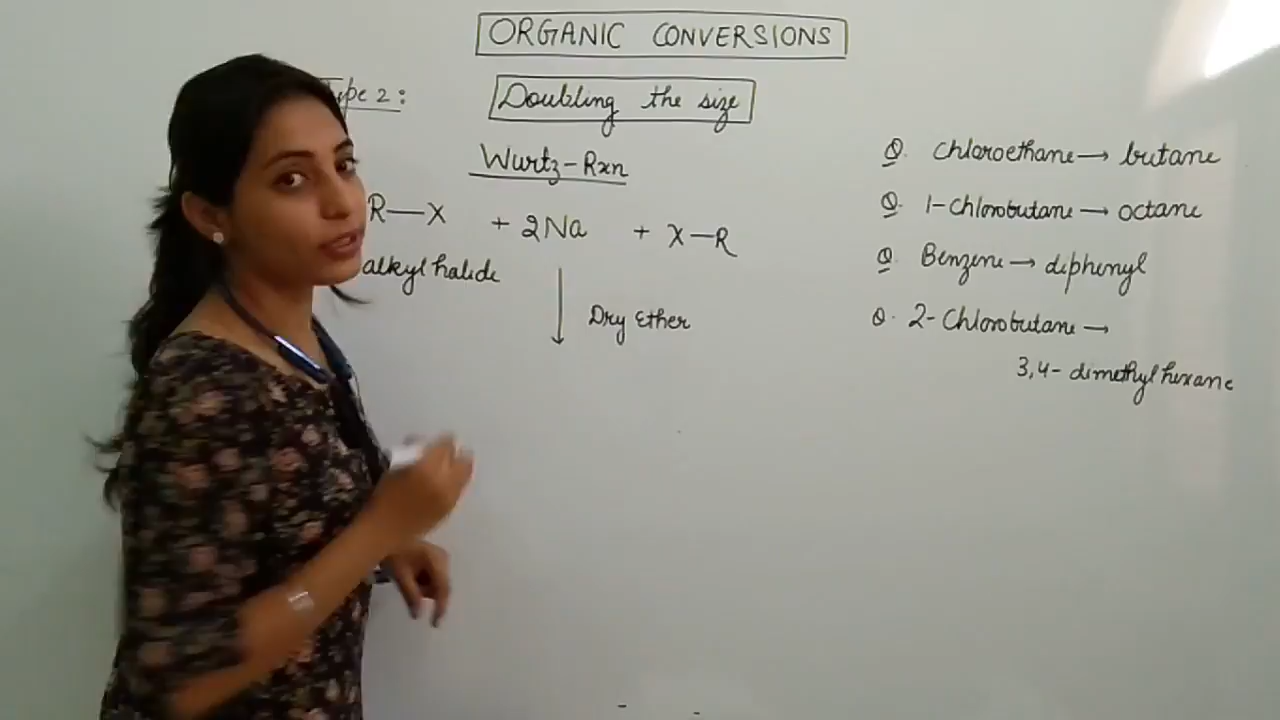 ORGANIC CONVERSIONS
Type 2:
Doubling the size
Wurtz-Rxn
R—X + 2Na + X—R
alkyl halide
Dry Ether
Q. Chloroethane → butane
Q. 1-Chlorobutane → octane
Q. Benzene → diphenyl
Q. 2-Chlorobutane →
3,4-dimethyl hexane